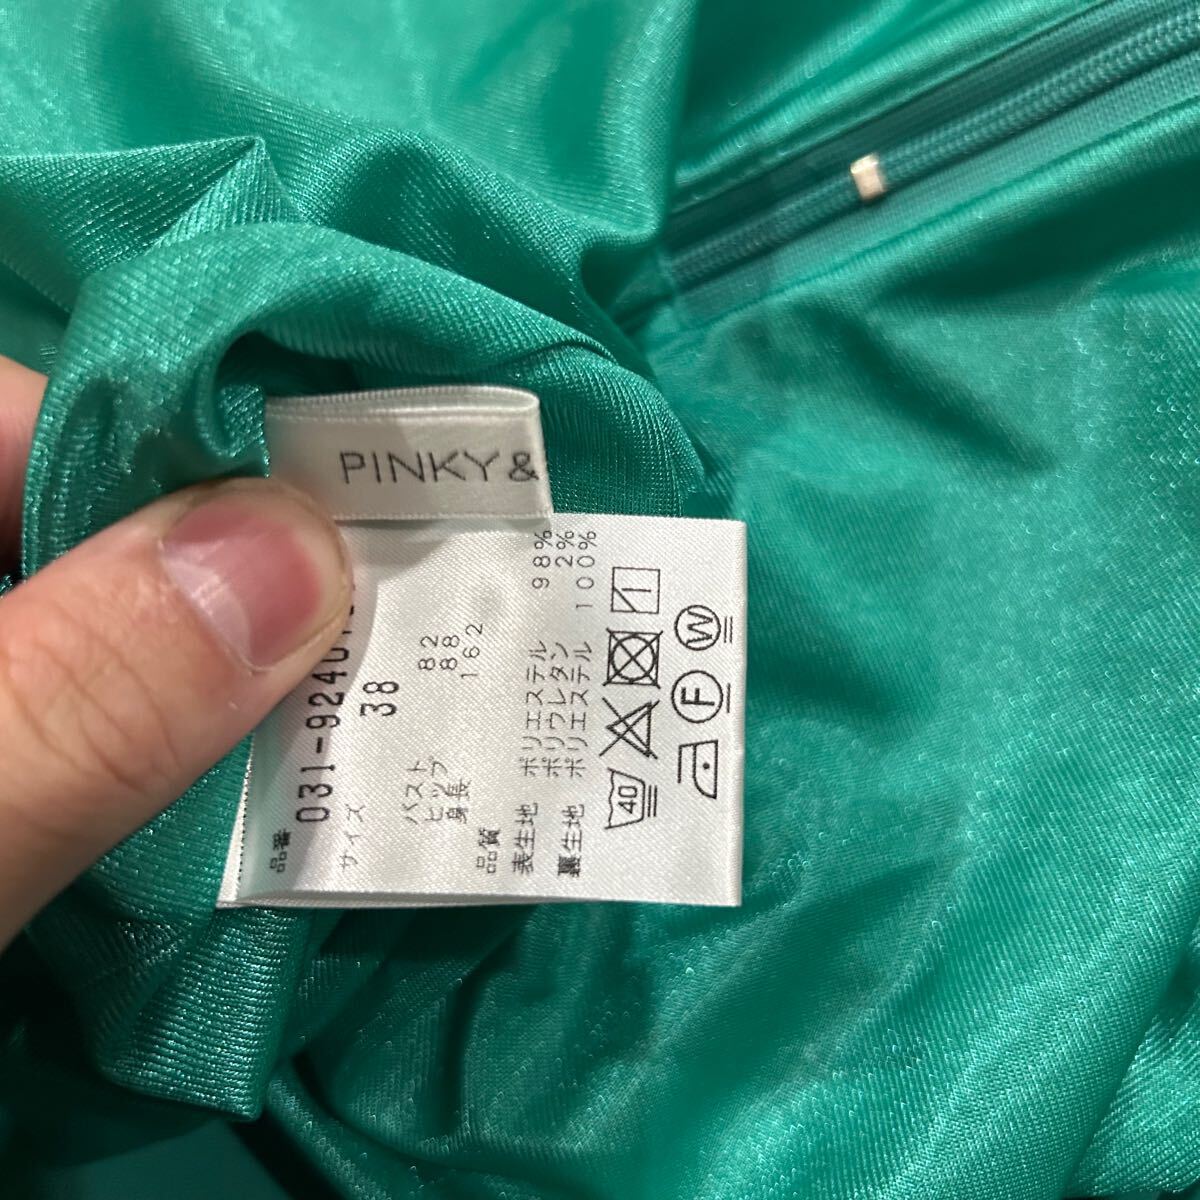 PINKY &
品番
031-9240
サイズ 38
バスト 82
ヒップ 88
身長 162
品質
表生地 ポリエステル 98%
ポリウレタン 2%
裏生地 ポリエステル 100%
40
F
W